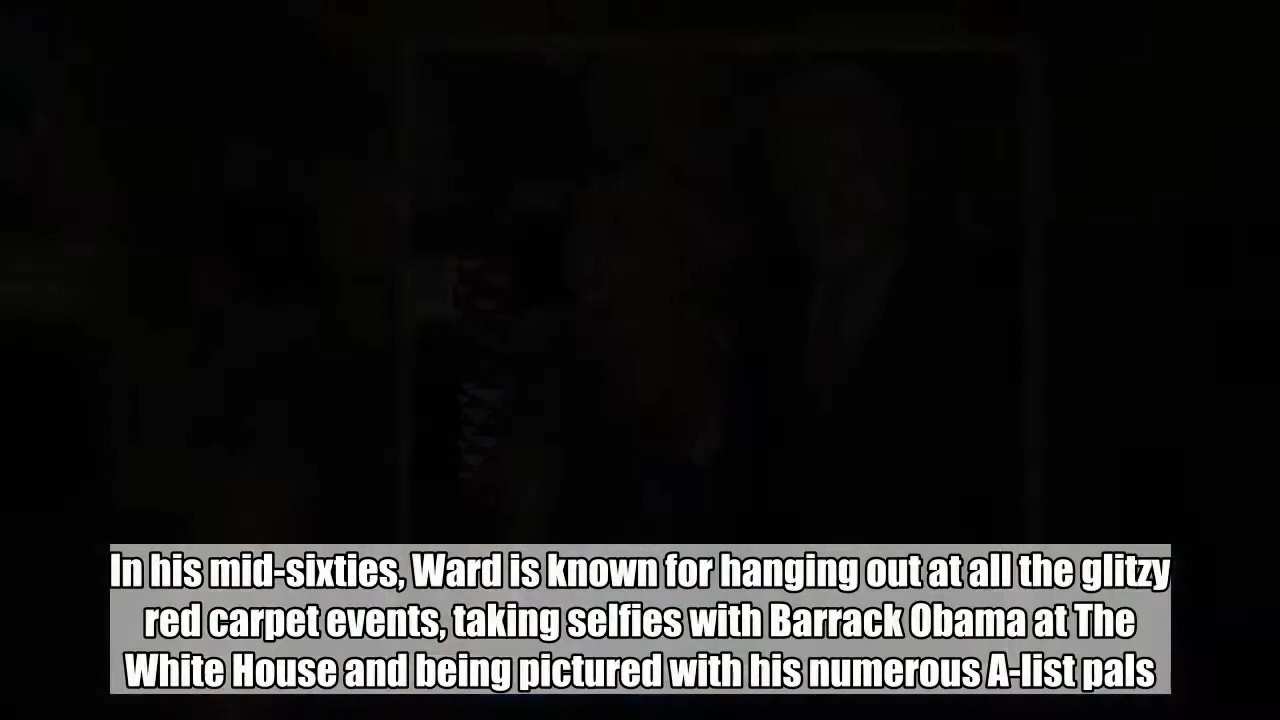 In his mid-sixties, Ward is known for hanging out at all the glitzy
red carpet events, taking selfies with Barrack Obama at The
White House and being pictured with his numerous A-list pals